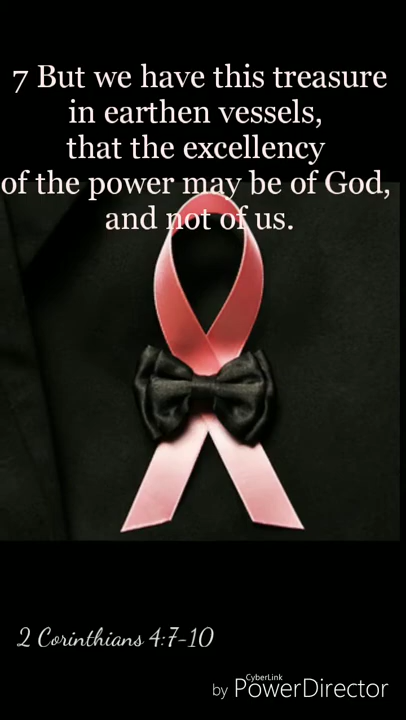 7 But we have this treasure
in earthen vessels,
that the excellency
of the power may be of God,
and not of us.
2 Corinthians 4:7-10
CyberLink
by PowerDirector